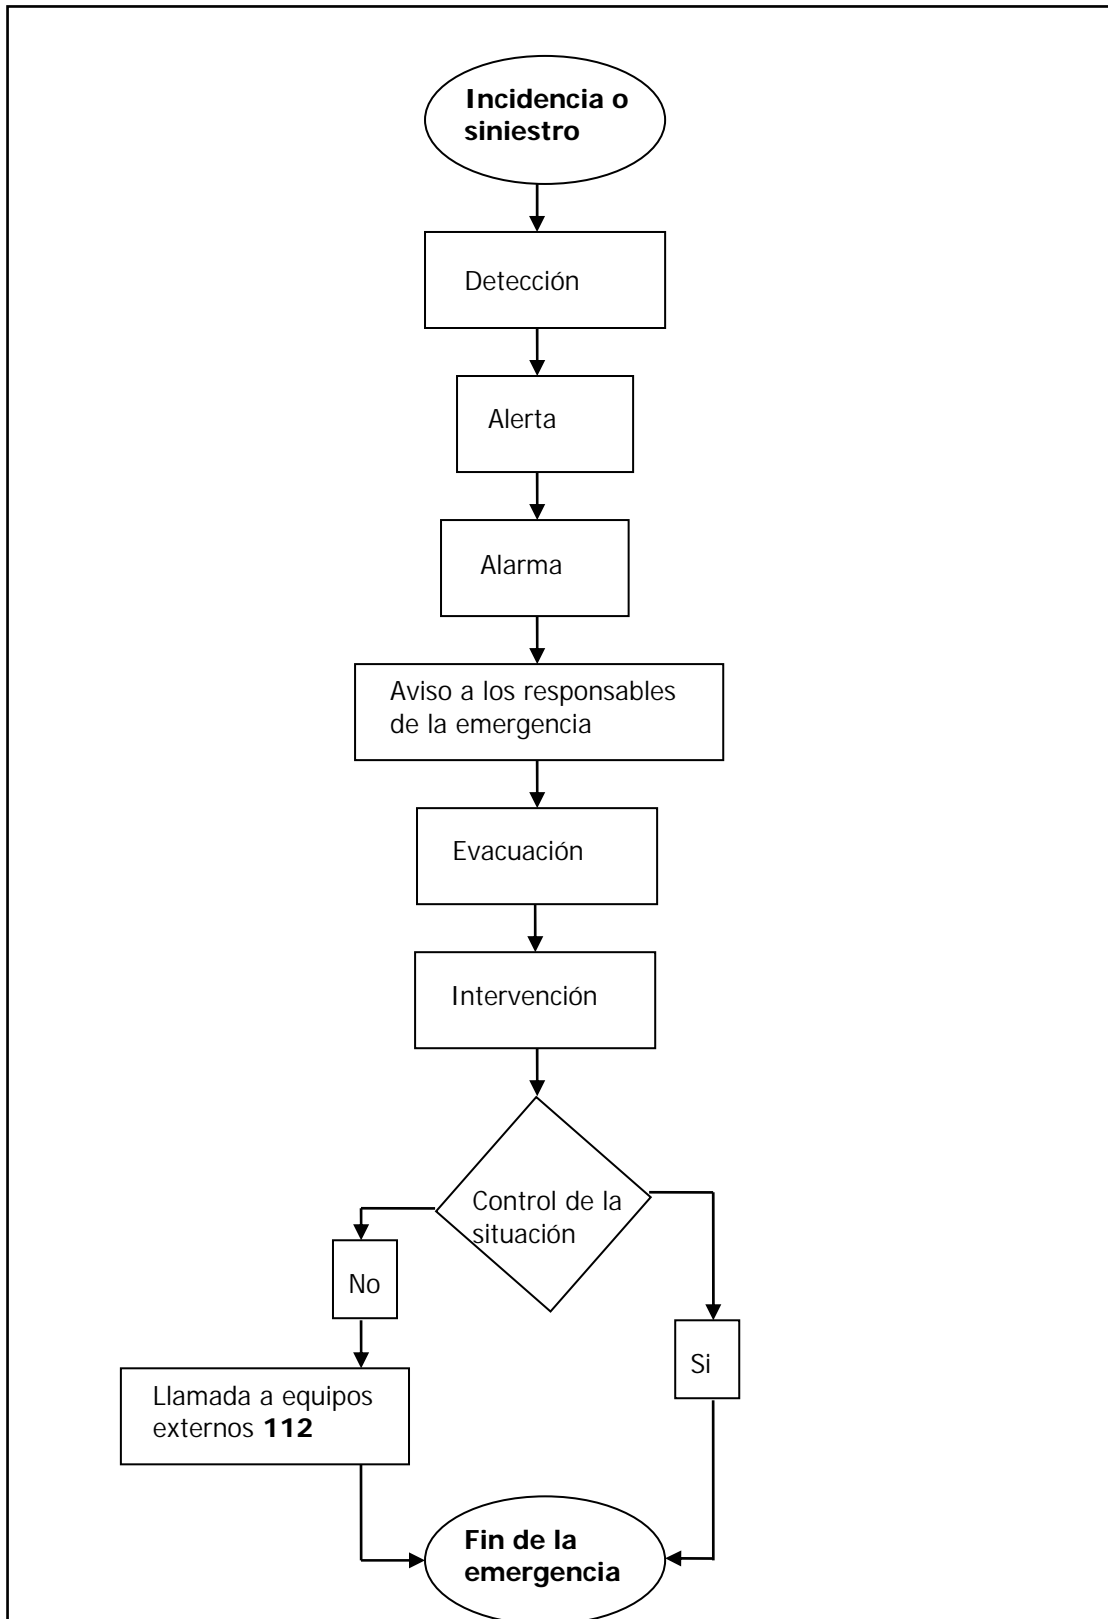 Incidencia o
siniestro
Detección
Alerta
Alarma
Aviso a los responsables
de la emergencia
Evacuación
Intervención
Control de la
situación
No
Si
Llamada a equipos
externos 112
Fin de la
emergencia